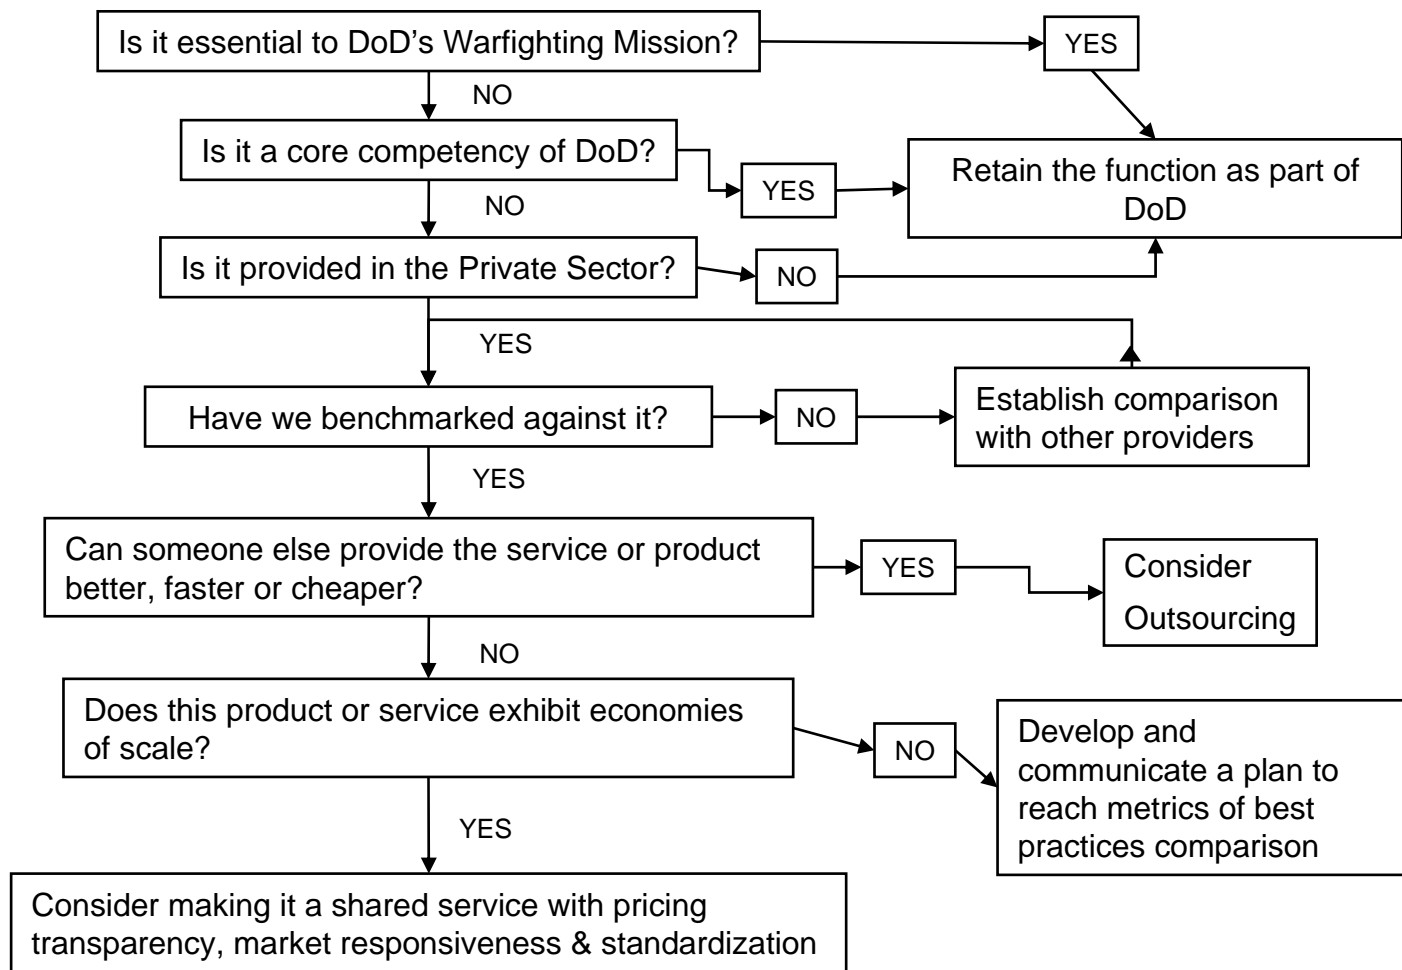 Is it essential to DoD’s Warfighting Mission?
YES
NO
Is it a core competency of DoD?
YES
Retain the function as part of
DoD
NO
Is it provided in the Private Sector?
NO
YES
Have we benchmarked against it?
NO
Establish comparison
with other providers
YES
Can someone else provide the service or product
better, faster or cheaper?
YES
Consider
Outsourcing
NO
Does this product or service exhibit economies
of scale?
NO
Develop and
communicate a plan to
reach metrics of best
practices comparison
YES
Consider making it a shared service with pricing
transparency, market responsiveness & standardization